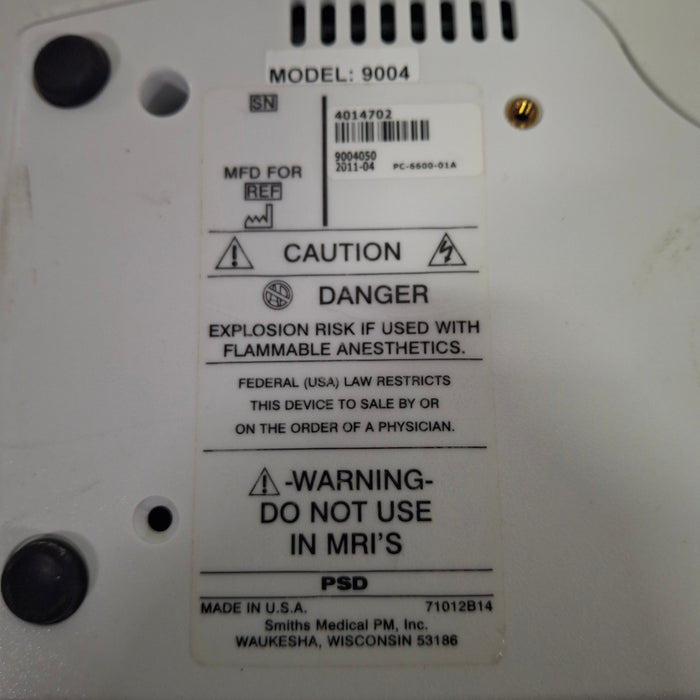 MODEL: 9004
SN
4014702
9004050
MFD FOR
2011-04 PC-6600-01A
REF
CAUTION
DANGER
EXPLOSION RISK IF USED WITH
FLAMMABLE ANESTHETICS.
FEDERAL (USA) LAW RESTRICTS
THIS DEVICE TO SALE BY OR
ON THE ORDER OF A PHYSICIAN.
-WARNING-
DO NOT USE
IN MRI'S
PSD
MADE IN U.S.A. 71012B14
Smiths Medical PM, Inc.
WAUKESHA, WISCONSIN 53186